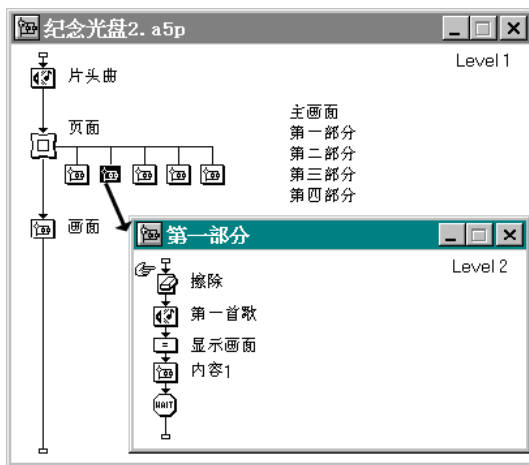 纪念光盘2.a5p
Level 1
片头曲
页面
主画面
第一部分
第二部分
第三部分
第四部分
画面
第一部分
Level 2
擦除
第一首歌
=
显示画面
内容1
WAIT